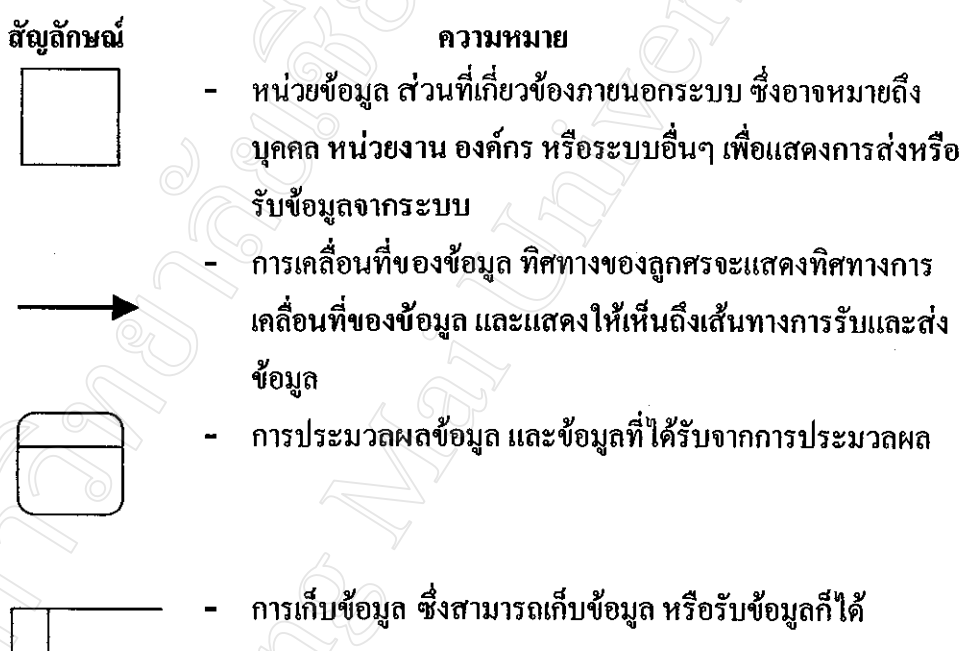 สัญลักษณ์ ความหมาย
- หน่วยข้อมูล ส่วนที่เกี่ยวข้องภายนอกระบบ ซึ่งอาจหมายถึง
บุคคล หน่วยงาน องค์กร หรือระบบอื่นๆ เพื่อแสดงการส่งหรือ
รับข้อมูลจากระบบ
- การเคลื่อนที่ของข้อมูล ทิศทางของลูกศรจะแสดงทิศทางการ
เคลื่อนที่ของข้อมูล และแสดงให้เห็นถึงเส้นทางการรับและส่ง
ข้อมูล
- การประมวลผลข้อมูล และข้อมูลที่ได้รับจากการประมวลผล
- การเก็บข้อมูล ซึ่งสามารถเก็บข้อมูล หรือรับข้อมูลก็ได้